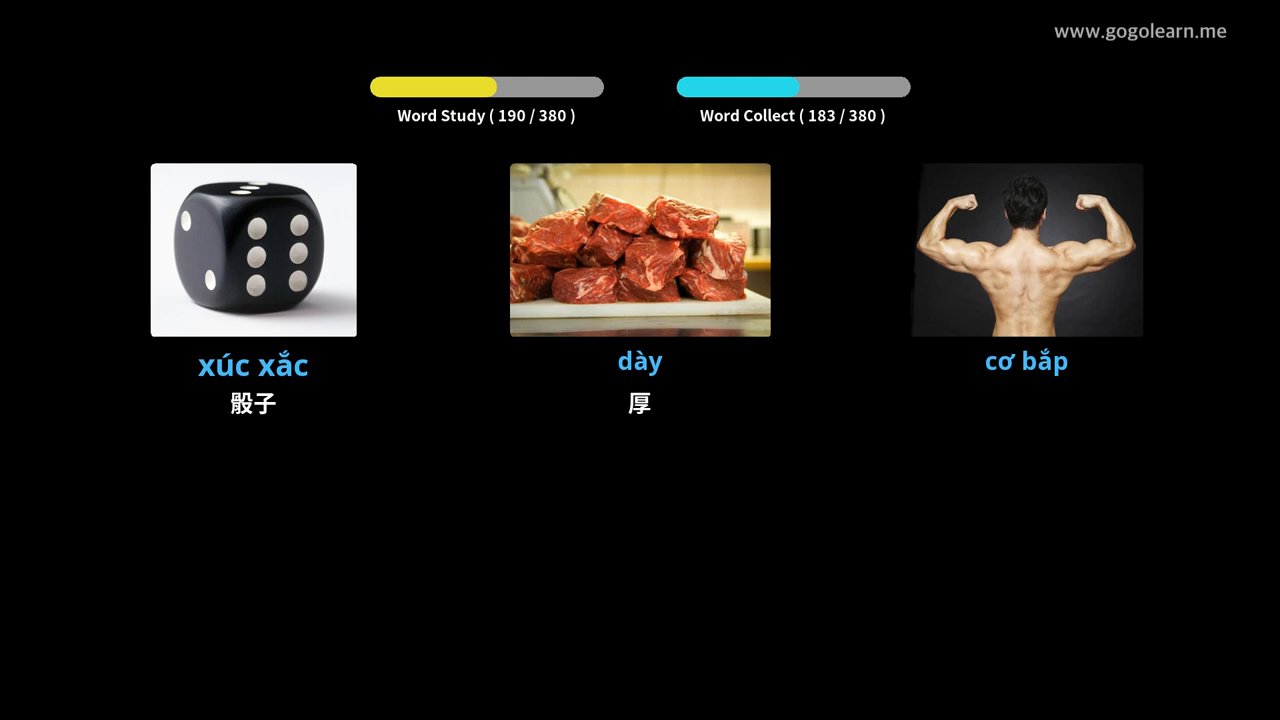 www.gogolearn.me
Word Study ( 190 / 380 )
Word Collect ( 183 / 380 )
xúc xắc
dày
cơ bắp
骰子
厚